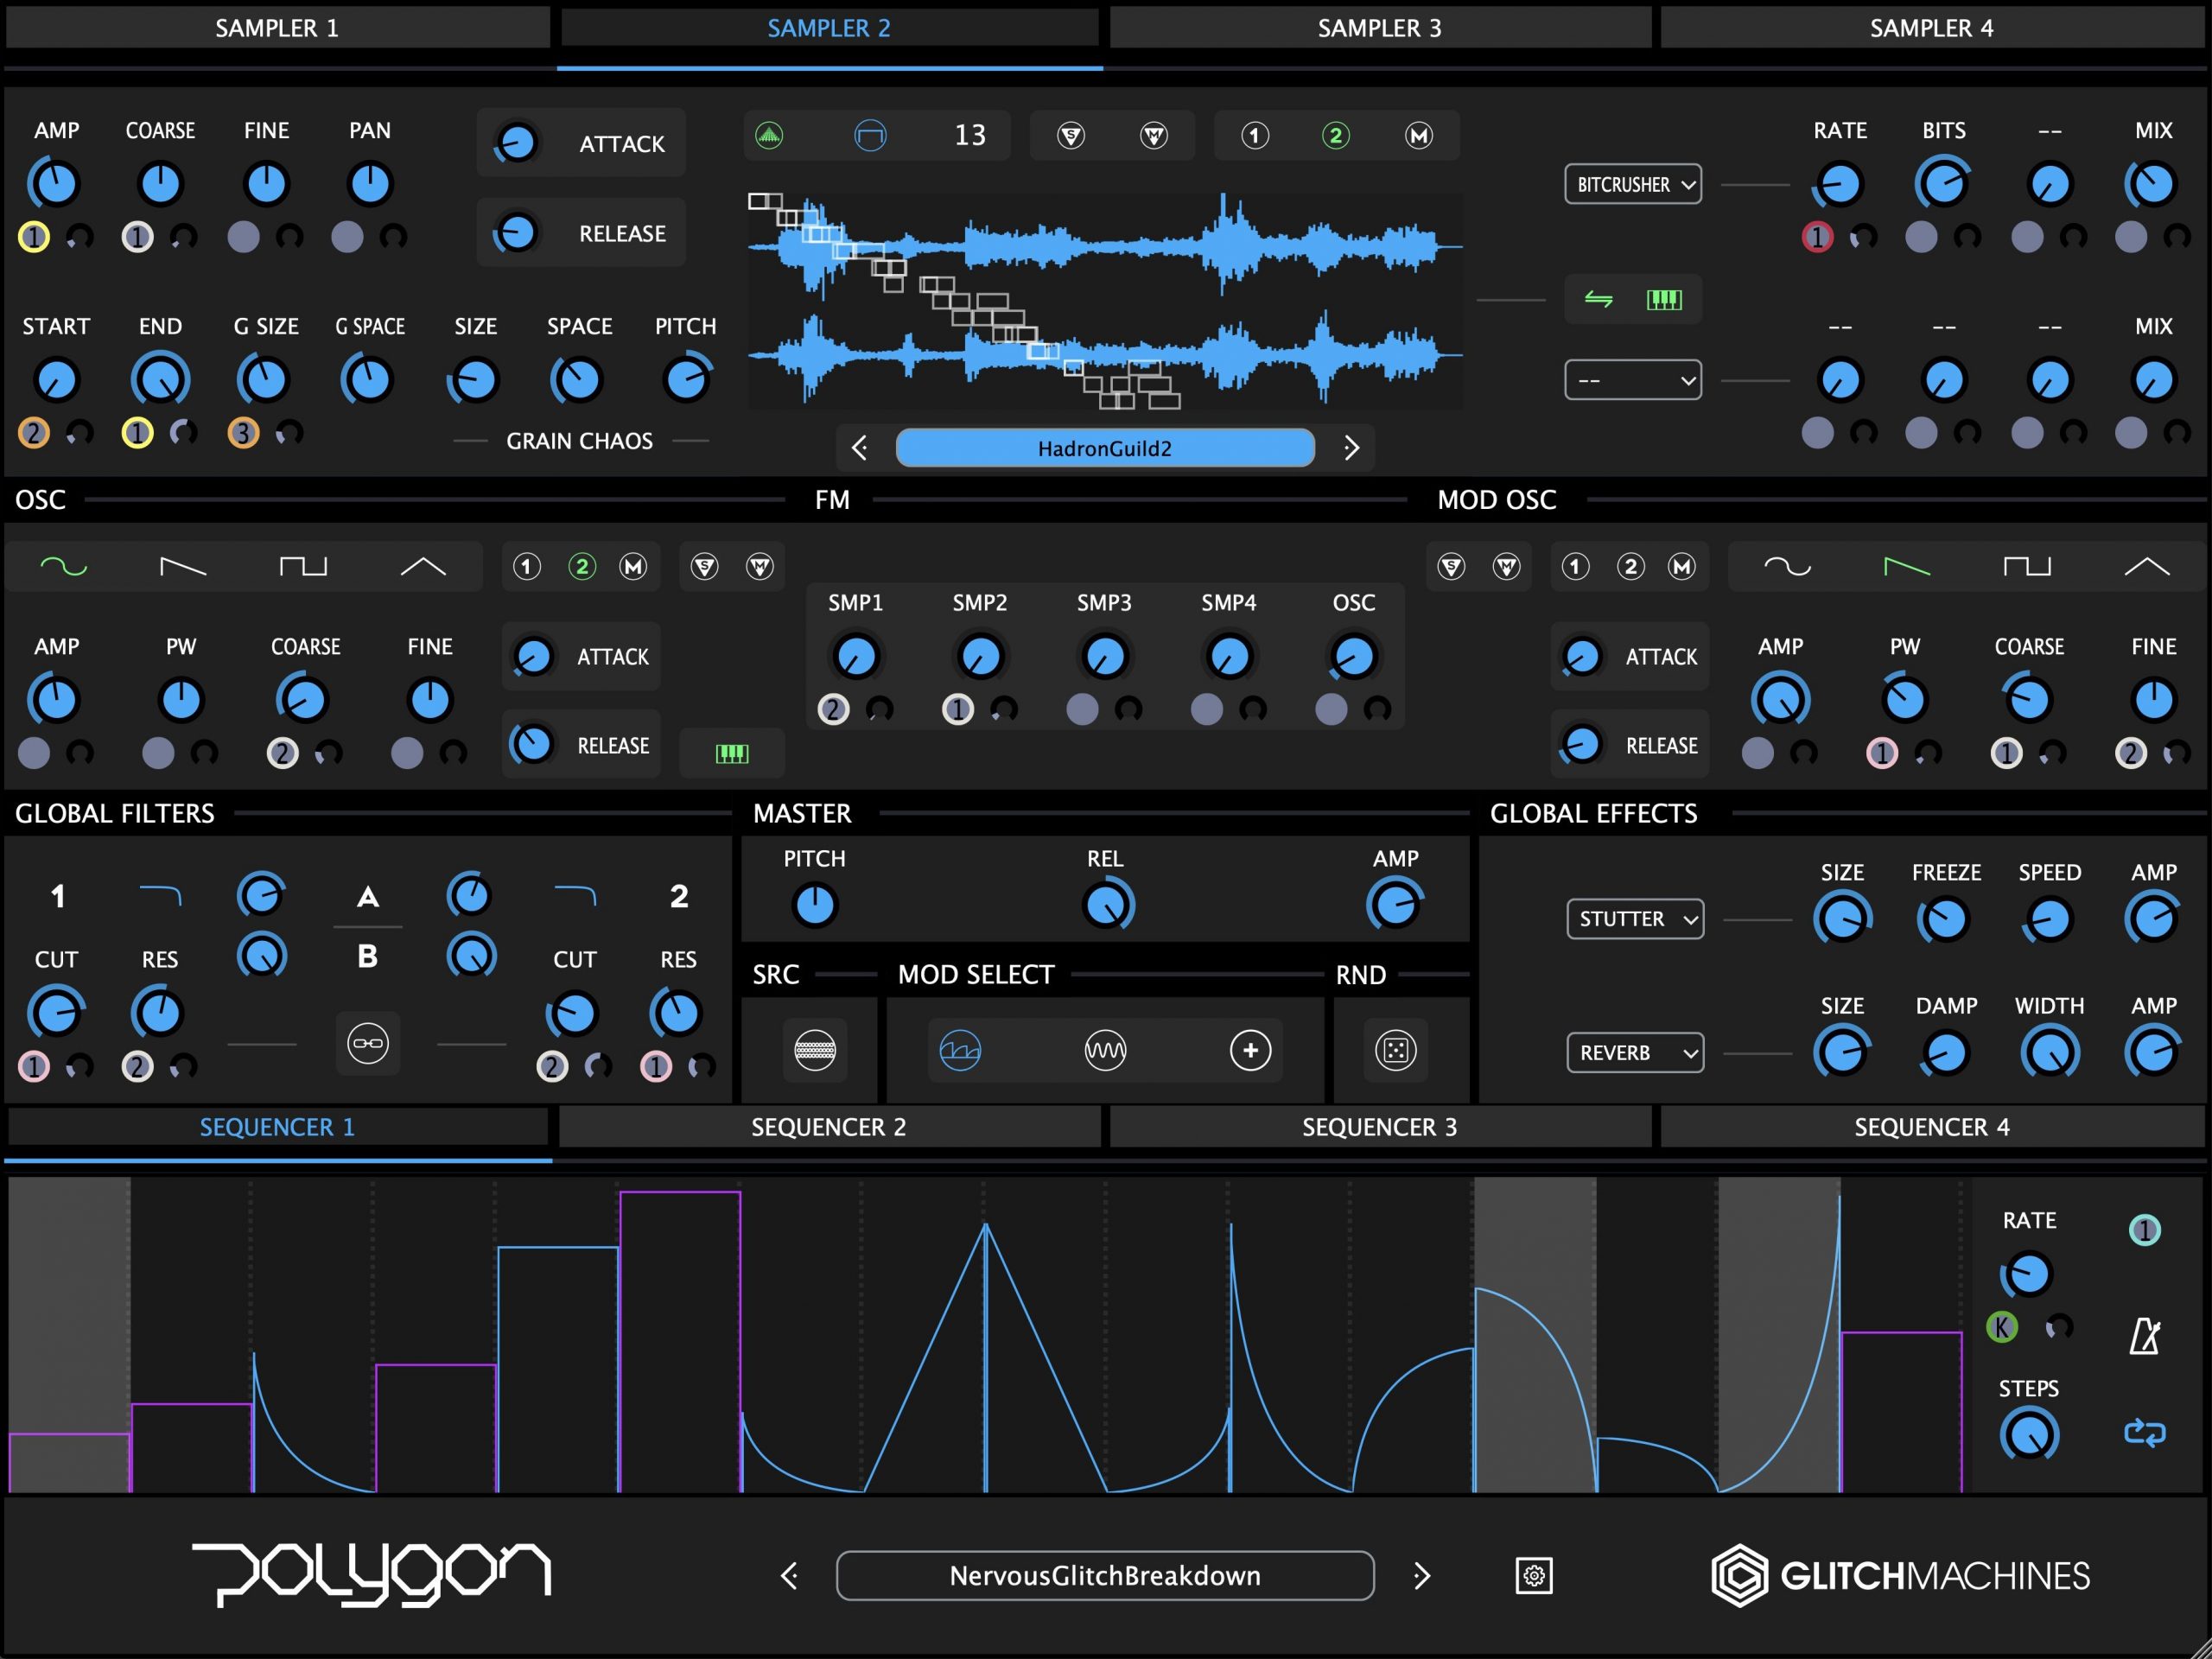 SAMPLER 1 SAMPLER 2 SAMPLER 3 SAMPLER 4
AMP COARSE FINE PAN
ATTACK
13
1 2 M
BITCRUSHER
RATE BITS -- MIX
1 1
1
RELEASE
START END G SIZE G SPACE SIZE SPACE PITCH
2 1 3
GRAIN CHAOS
HadronGuild2
--
-- -- -- MIX
OSC FM MOD OSC
1 2 M S M
S M 1 2 M
SMP1 SMP2 SMP3 SMP4 OSC
2 1
AMP PW COARSE FINE
2
ATTACK
RELEASE
ATTACK
RELEASE
AMP PW COARSE FINE
1 1 2
GLOBAL FILTERS MASTER GLOBAL EFFECTS
1 A 2
B
CUT RES CUT RES
1 2 2 1
PITCH REL AMP
SRC MOD SELECT RND
STUTTER
SIZE FREEZE SPEED AMP
REVERB
SIZE DAMP WIDTH AMP
SEQUENCER 1 SEQUENCER 2 SEQUENCER 3 SEQUENCER 4
RATE 1
K
STEPS
polygon
NervousGlitchBreakdown
GLITCHMACHINES